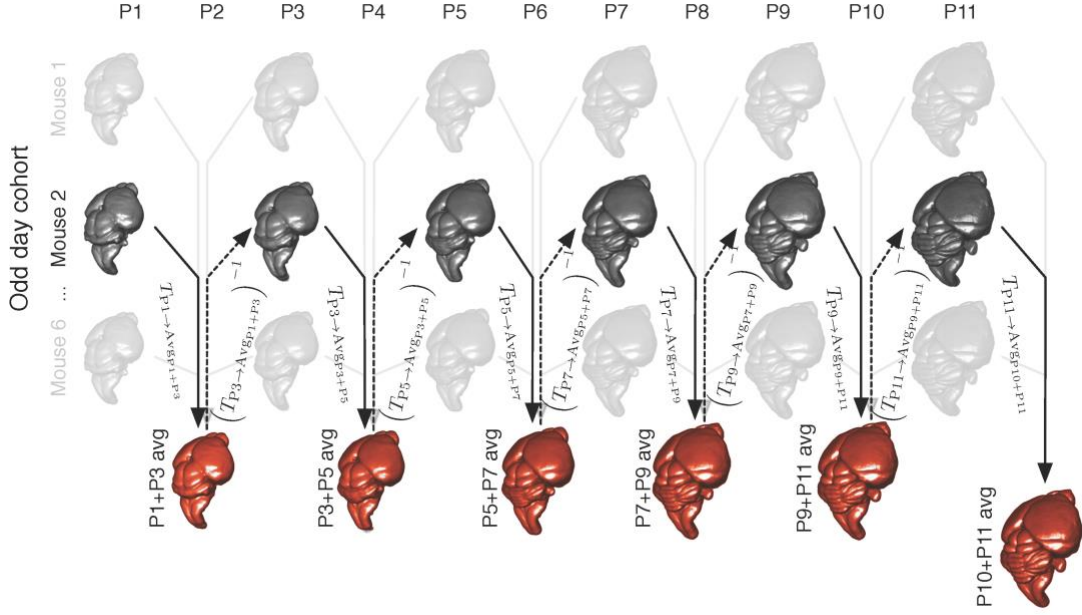 P1 P2 P3 P4 P5 P6 P7 P8 P9 P10 P11
Odd day cohort
Mouse 1
Mouse 2
...
Mouse 6
T_{P1→Avg_{P1+P3}}
(T_{P3→Avg_{P1+P3}})^{-1}
T_{P3→Avg_{P3+P5}}
(T_{P5→Avg_{P3+P5}})^{-1}
T_{P5→Avg_{P5+P7}}
(T_{P7→Avg_{P5+P7}})^{-1}
T_{P7→Avg_{P7+P9}}
(T_{P9→Avg_{P7+P9}})^{-1}
T_{P9→Avg_{P9+P11}}
(T_{P11→Avg_{P9+P11}})^{-1}
T_{P11→Avg_{P10+P11}}
P1+P3 avg
P3+P5 avg
P5+P7 avg
P7+P9 avg
P9+P11 avg
P10+P11 avg